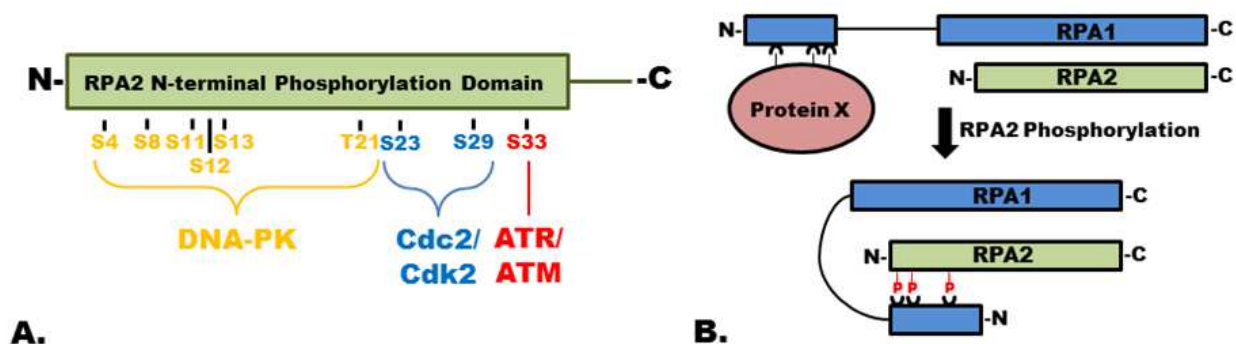 N-
RPA2 N-terminal Phosphorylation Domain
-C
S4 S8 S11 S13 T21 S23 S29 S33
S12
DNA-PK
Cdc2/
Cdk2
ATR/
ATM
A.
N-
RPA1
-C
N-
RPA2
-C
Protein X
RPA2 Phosphorylation
RPA1
-C
N-
RPA2
-C
P P P
-N
B.